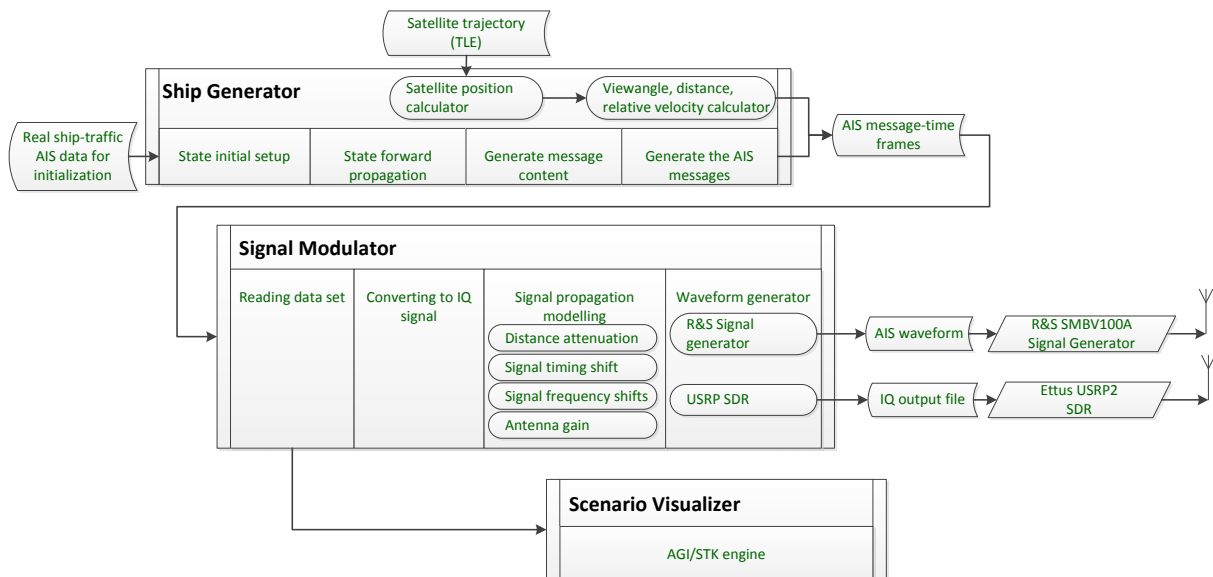 Satellite trajectory
(TLE)
Ship Generator
Satellite position
calculator
Viewangle, distance,
relative velocity calculator
Real ship-traffic
AIS data for
initialization
State initial setup
State forward
propagation
Generate message
content
Generate the AIS
messages
AIS message-time
frames
Signal Modulator
Reading data set
Converting to IQ
signal
Signal propagation
modelling
Distance attenuation
Signal timing shift
Signal frequency shifts
Antenna gain
Waveform generator
R&S Signal
generator
USRP SDR
AIS waveform
R&S SMBV100A
Signal Generator
IQ output file
Ettus USRP2
SDR
Scenario Visualizer
AGI/STK engine